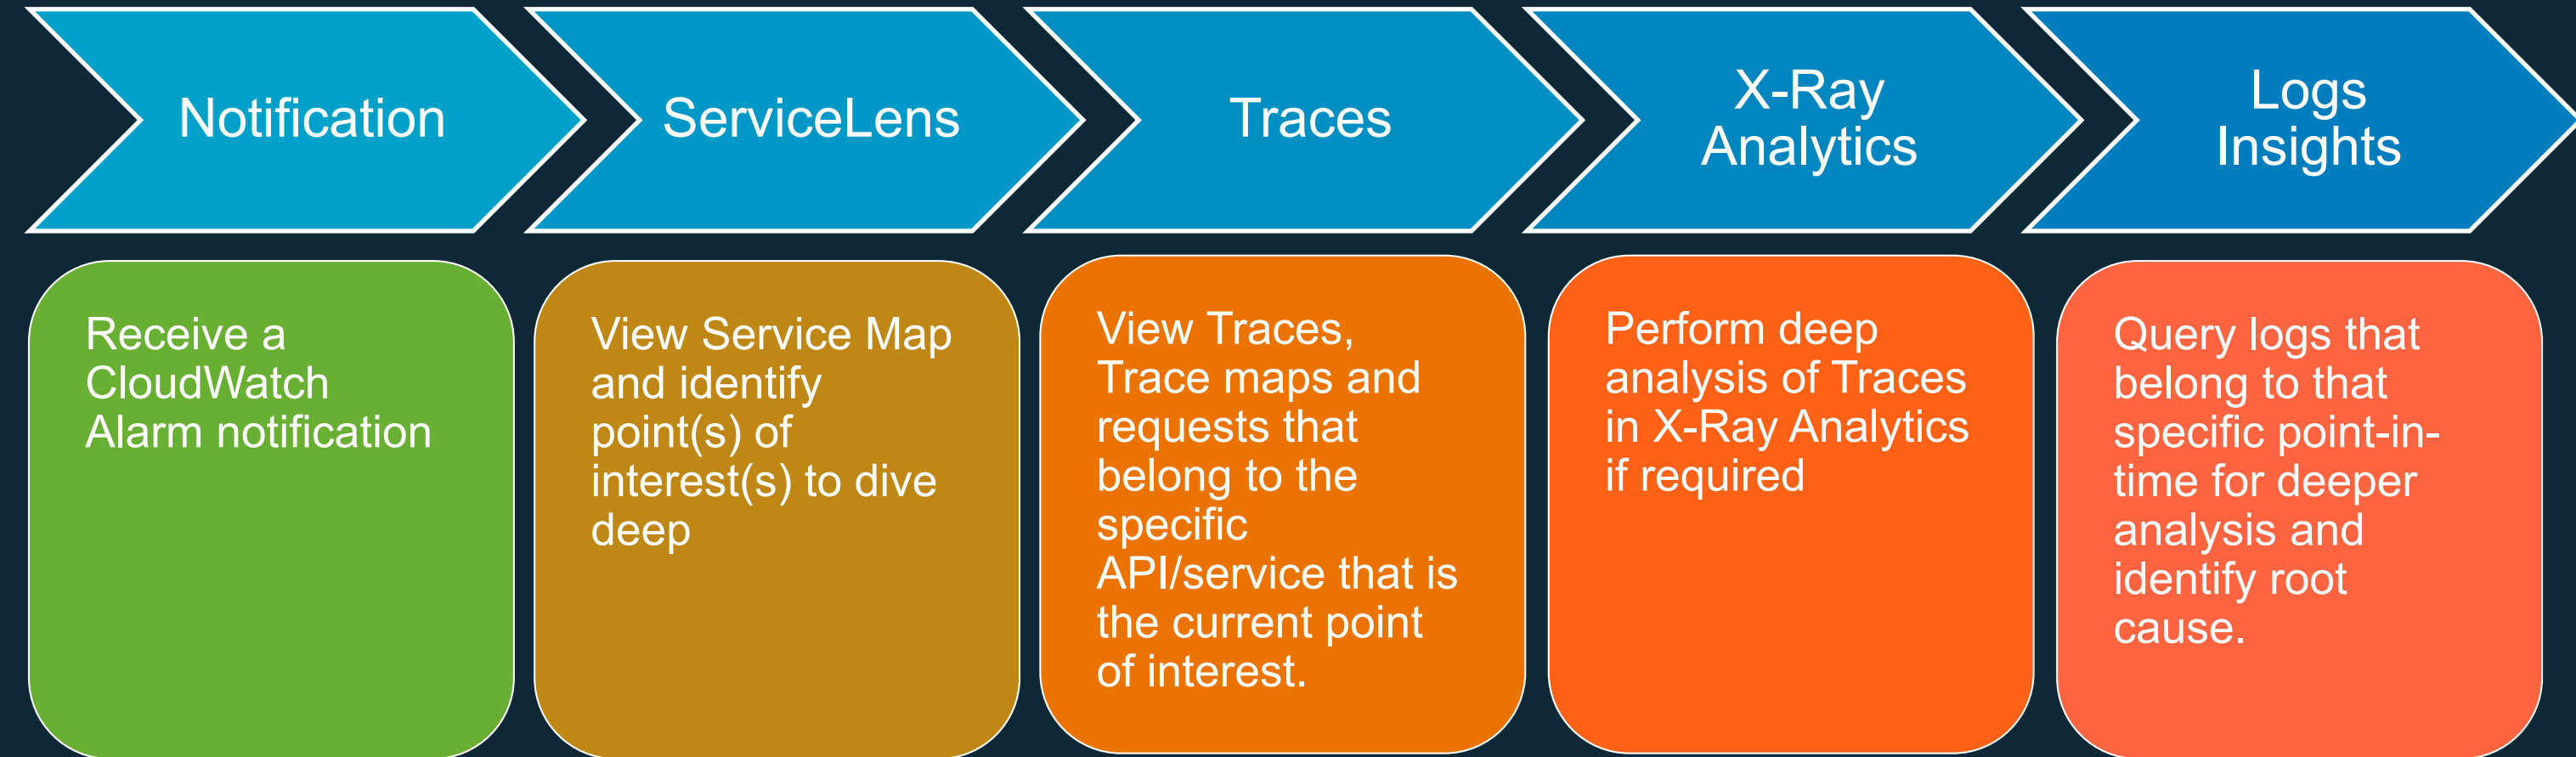 Notification
ServiceLens
Traces
X-Ray
Analytics
Logs
Insights
Receive a
CloudWatch
Alarm notification
View Service Map
and identify
point(s) of
interest(s) to dive
deep
View Traces,
Trace maps and
requests that
belong to the
specific
API/service that is
the current point
of interest.
Perform deep
analysis of Traces
in X-Ray Analytics
if required
Query logs that
belong to that
specific point-in-
time for deeper
analysis and
identify root
cause.